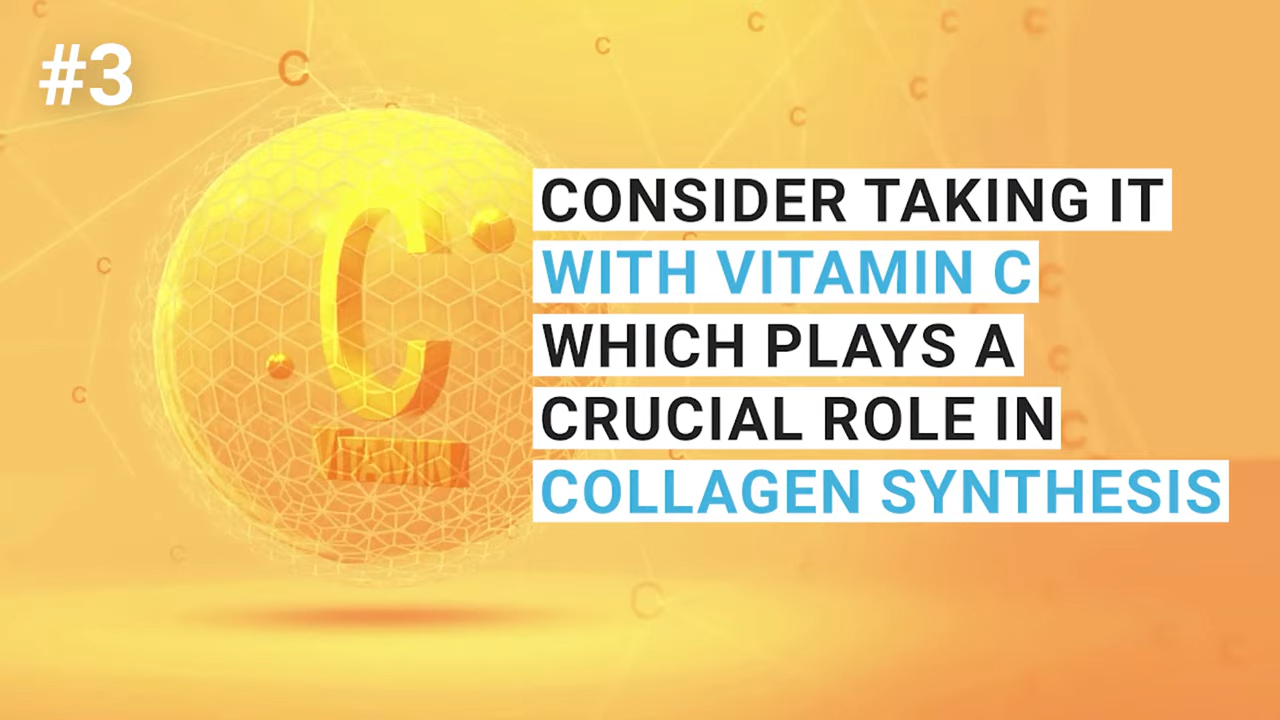 #3
CONSIDER TAKING IT
WITH VITAMIN C
WHICH PLAYS A
CRUCIAL ROLE IN
COLLAGEN SYNTHESIS
C
C
C
C
C
C
C
C
C
C
C